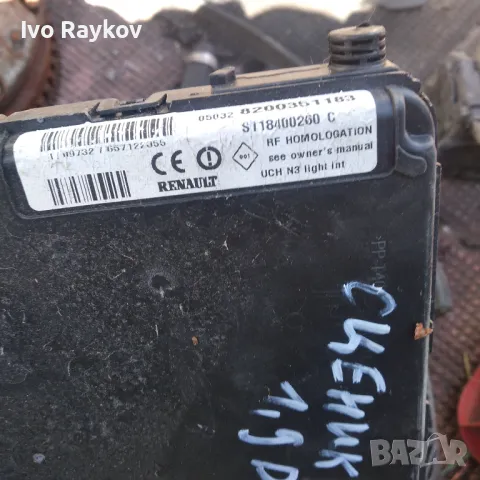 Ivo Raykov
05032 8200351183
S118400260 C
RF HOMOLOGATION
see owner's manual
UCH N3 light int
CE
RENAULT
СЦЕНИК
1,9 D
BAZAR